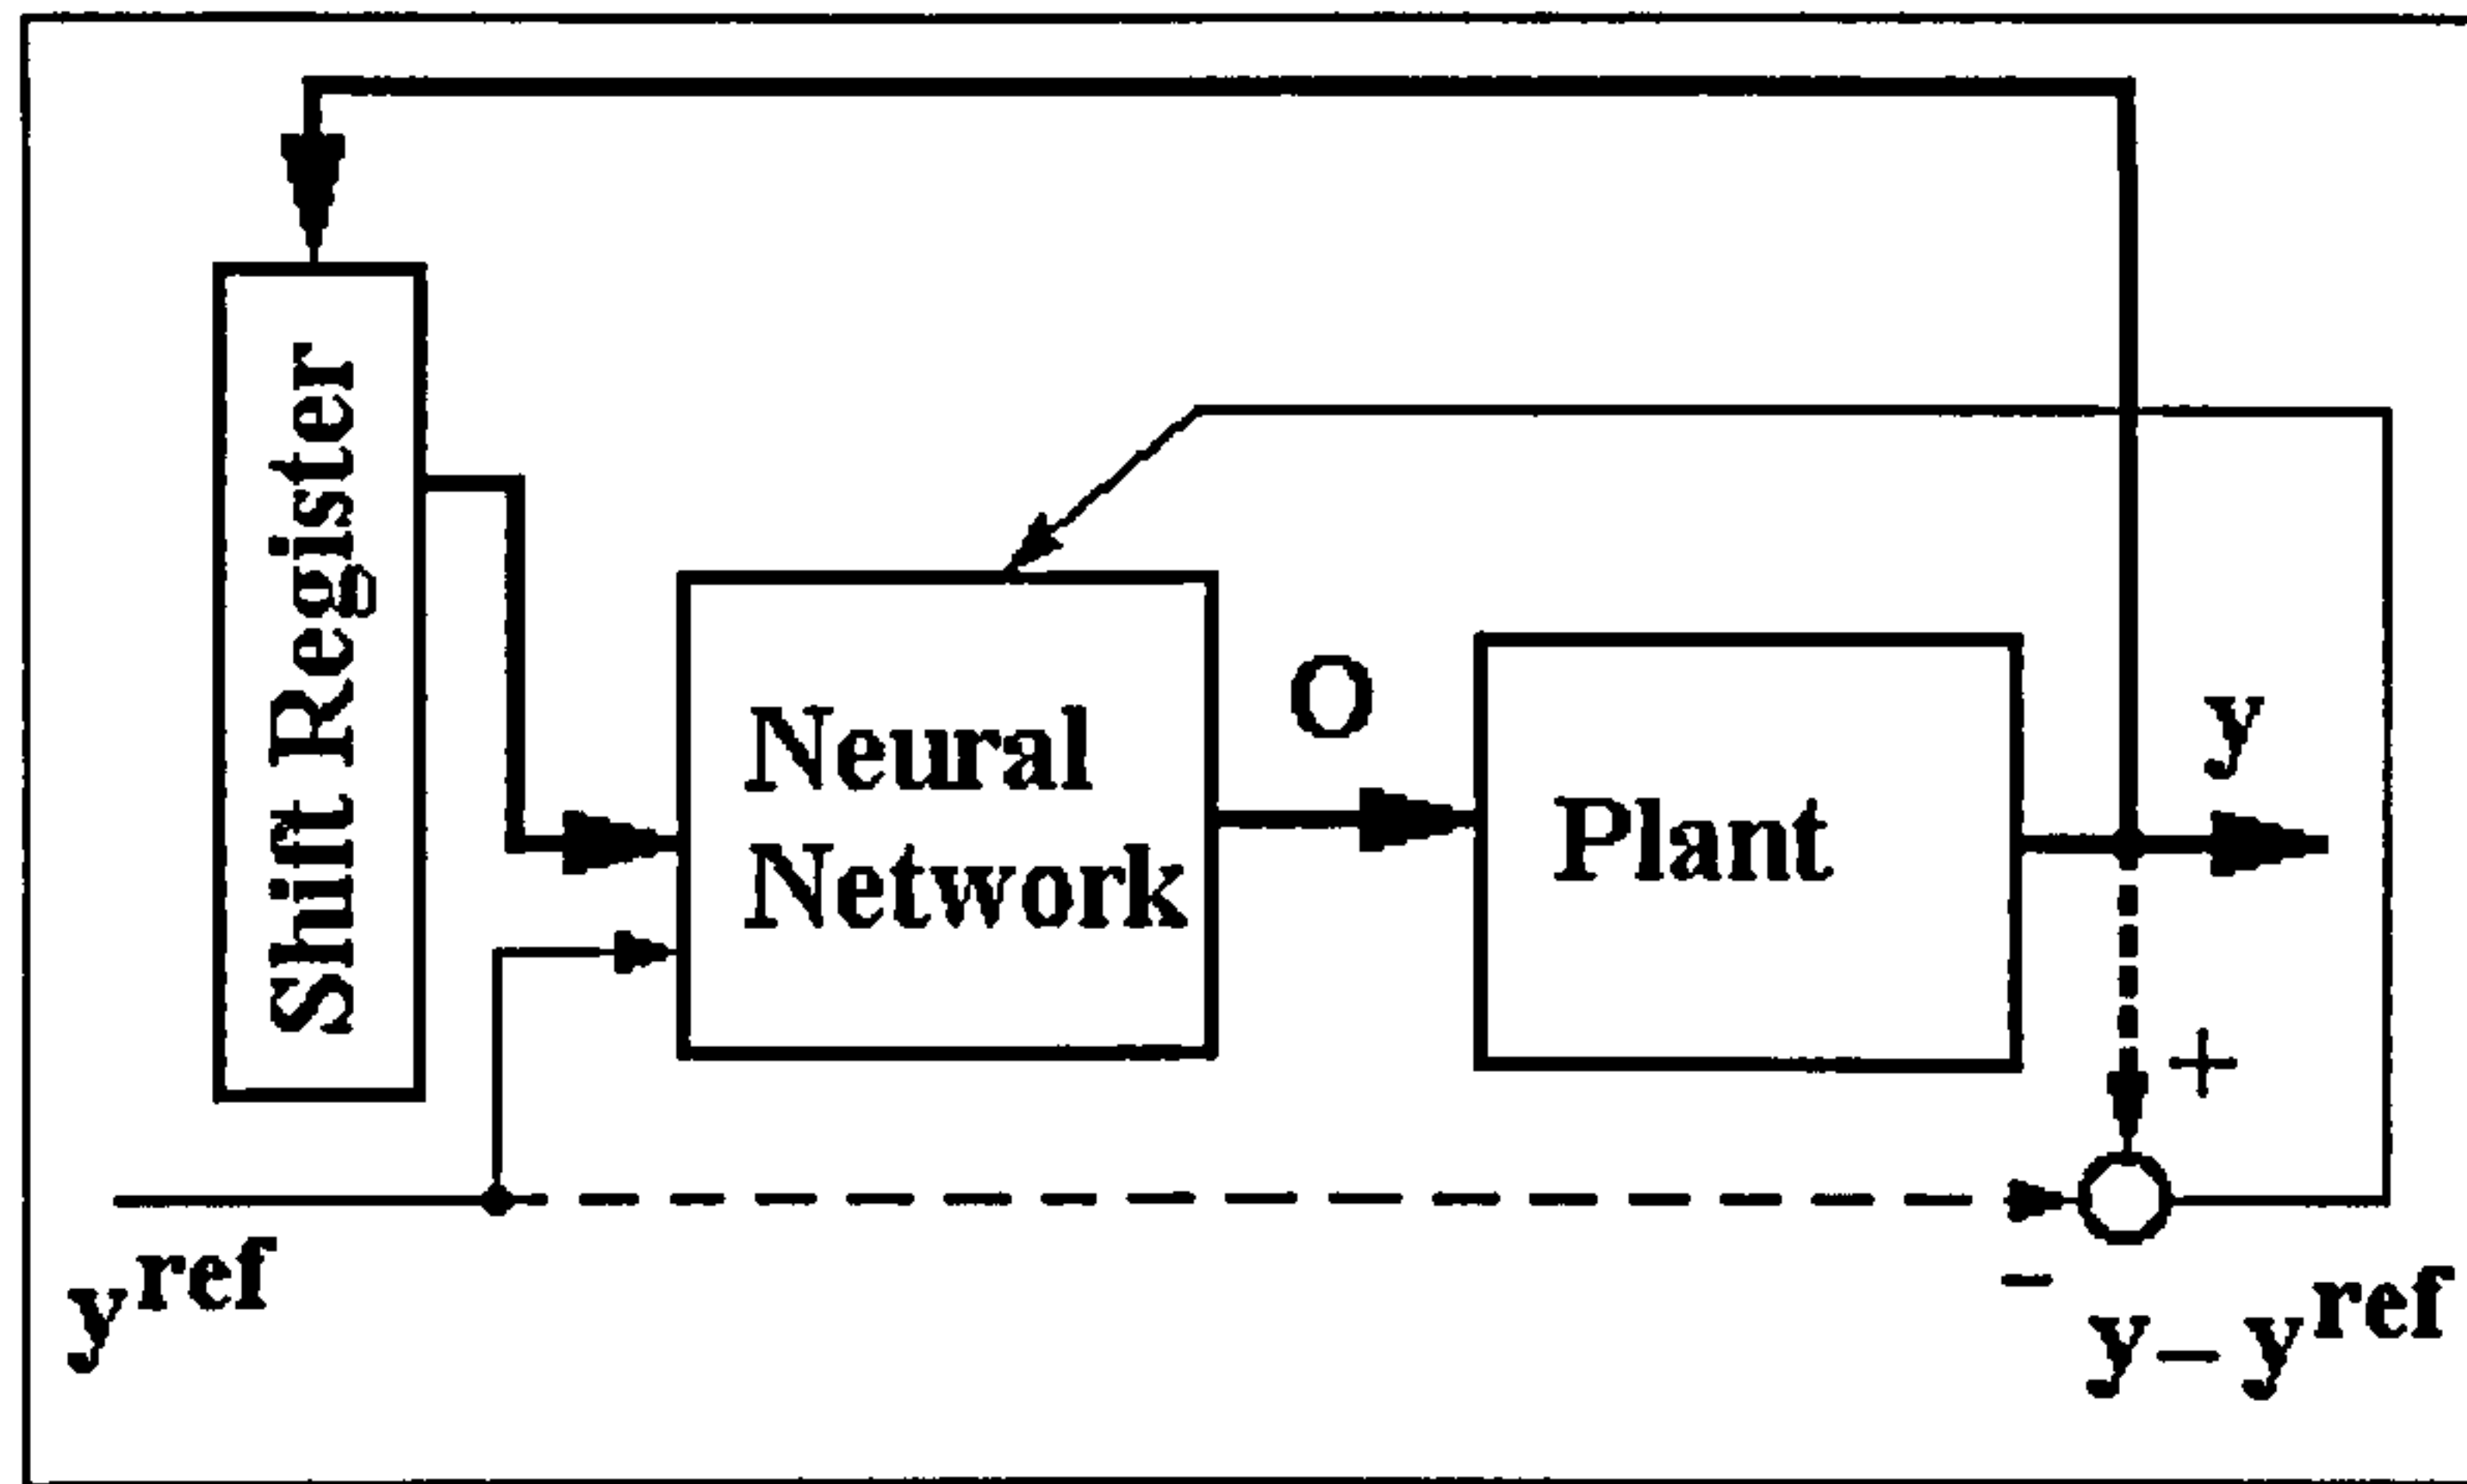 Shift Register
Neural
Network
O
Plant
y
+
y^ref
−
y − y^ref